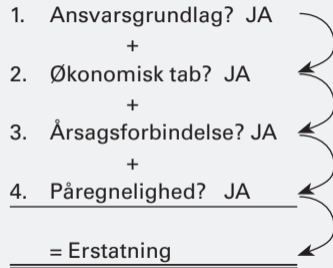 1. Ansvarsgrundlag? JA
+
2. Økonomisk tab? JA
+
3. Årsagsforbindelse? JA
+
4. Påregnelighed? JA
= Erstatning